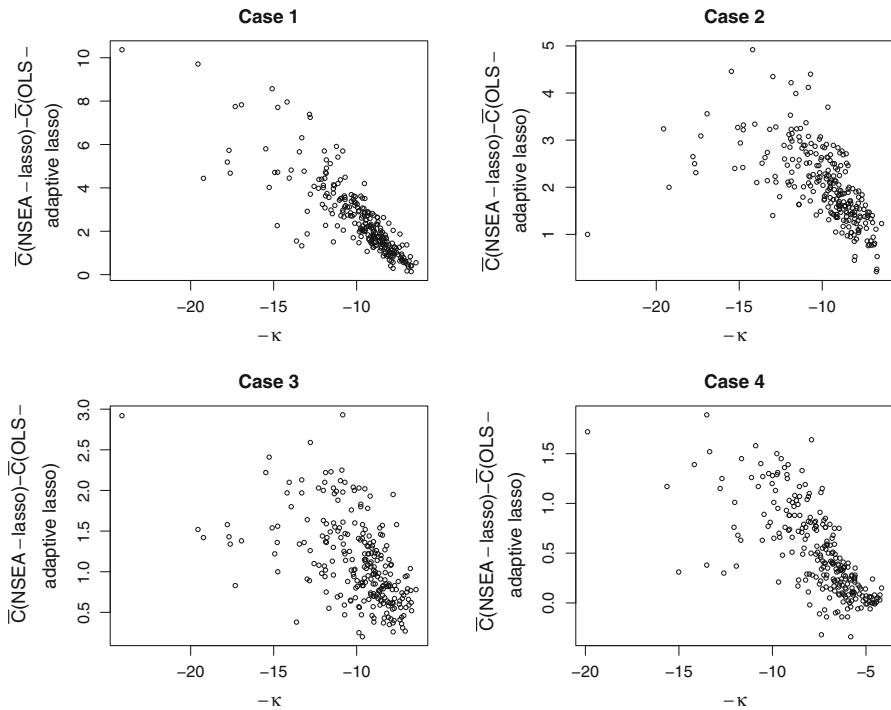 Case 1
C̅(NSEA−lasso)−C̅(OLS−
adaptive lasso)
10
8
6
4
2
0
−20
−15
−10
−κ
Case 2
C̅(NSEA−lasso)−C̅(OLS−
adaptive lasso)
5
4
3
2
1
−20
−15
−10
−κ
Case 3
C̅(NSEA−lasso)−C̅(OLS−
adaptive lasso)
3.0
2.5
2.0
1.5
1.0
0.5
−20
−15
−10
−κ
Case 4
C̅(NSEA−lasso)−C̅(OLS−
adaptive lasso)
1.5
1.0
0.5
0.0
−20
−15
−10
−5
−κ